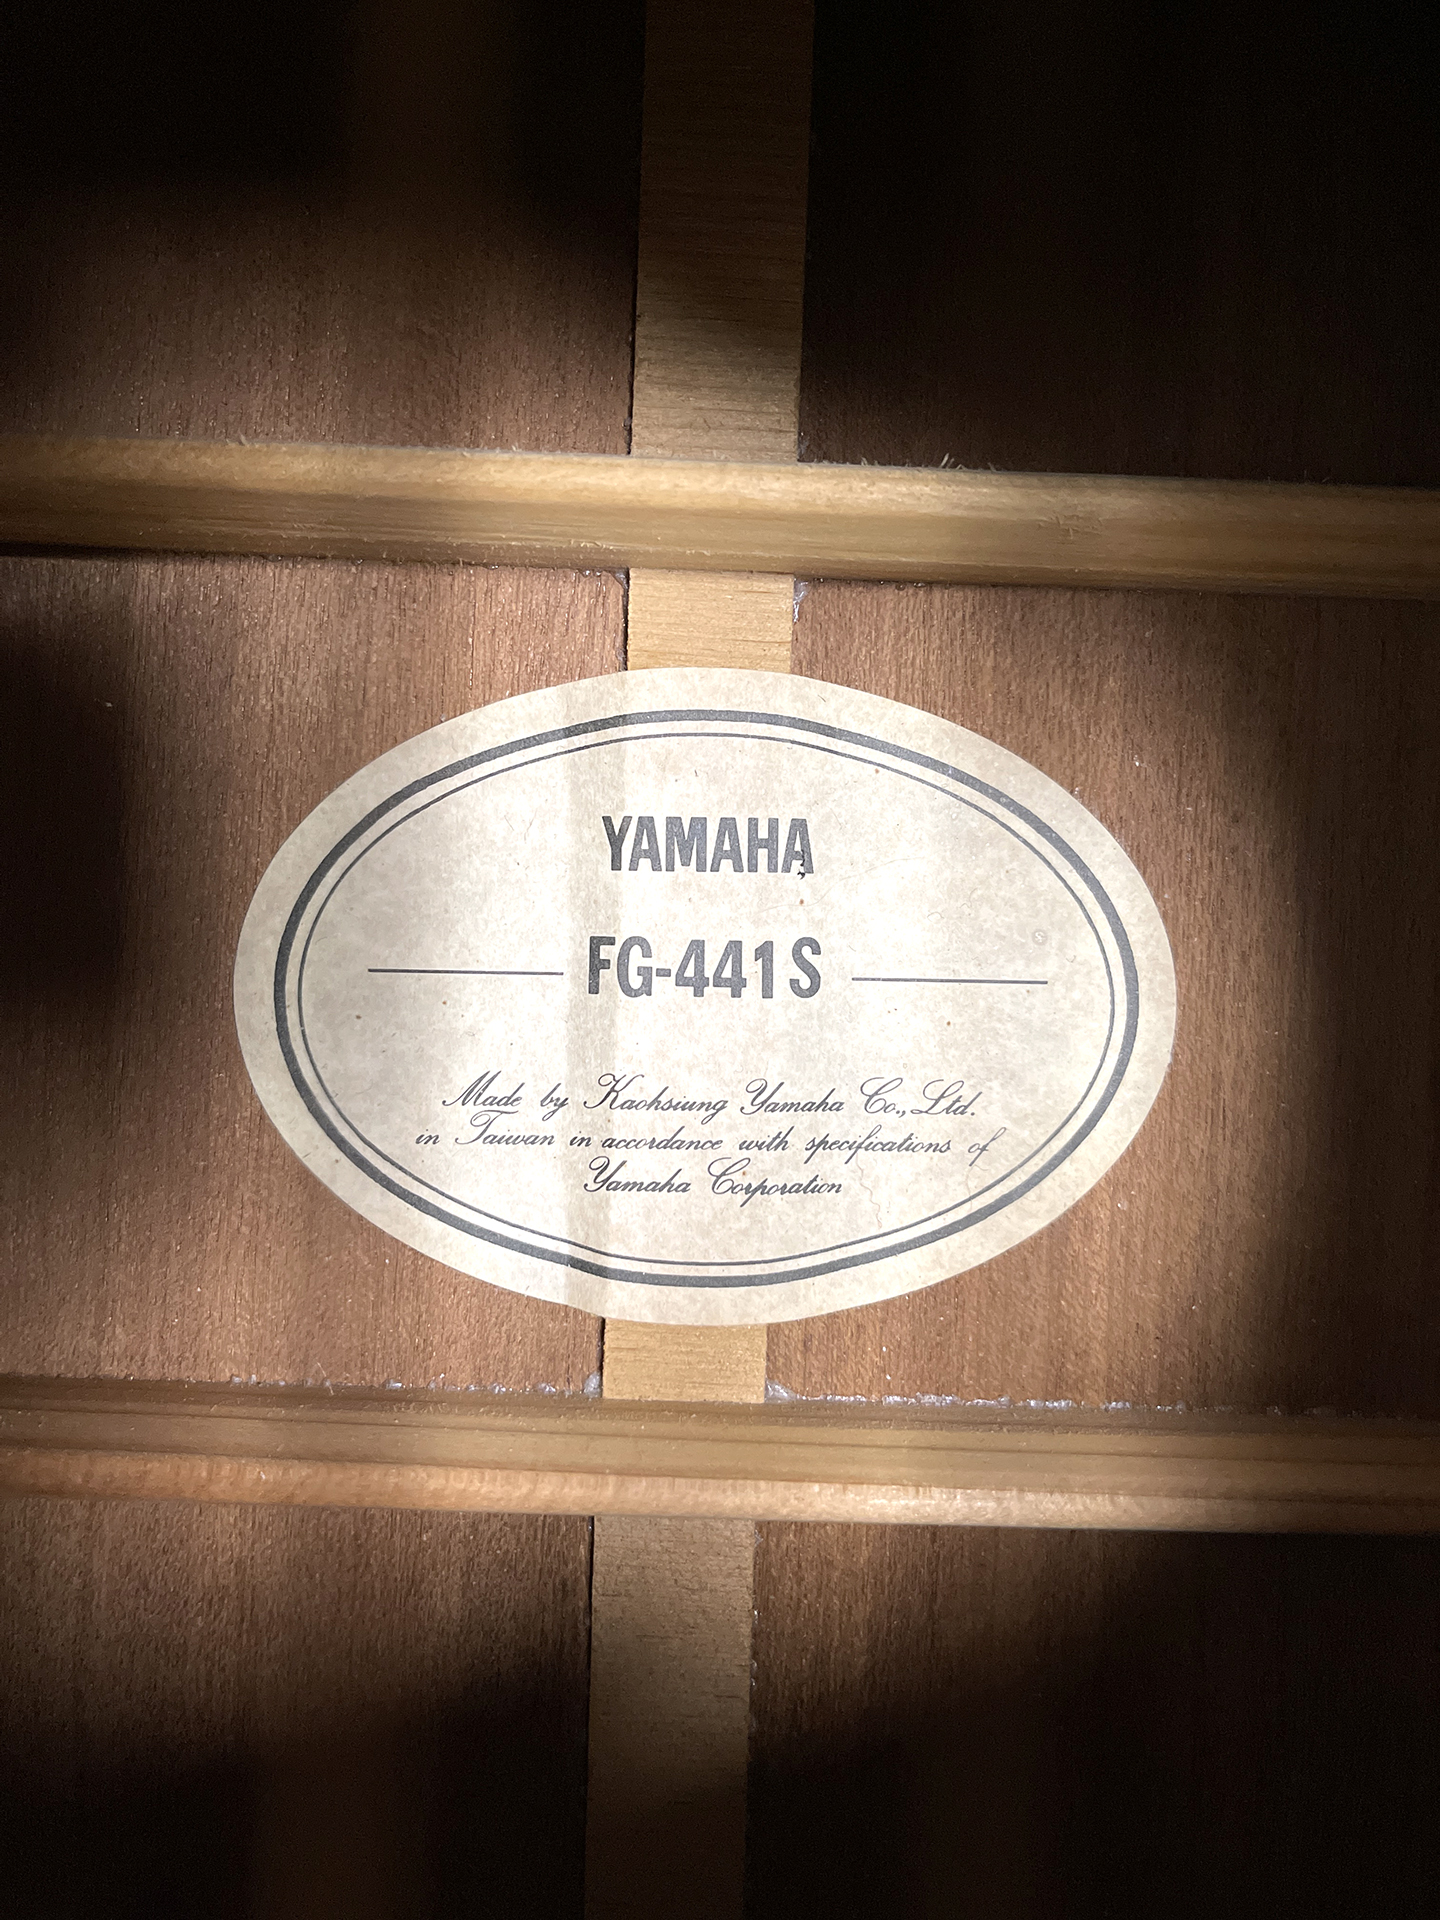 YAMAHA
FG-441S
Made by Kaohsiung Yamaha Co., Ltd.
in Taiwan in accordance with specifications of
Yamaha Corporation